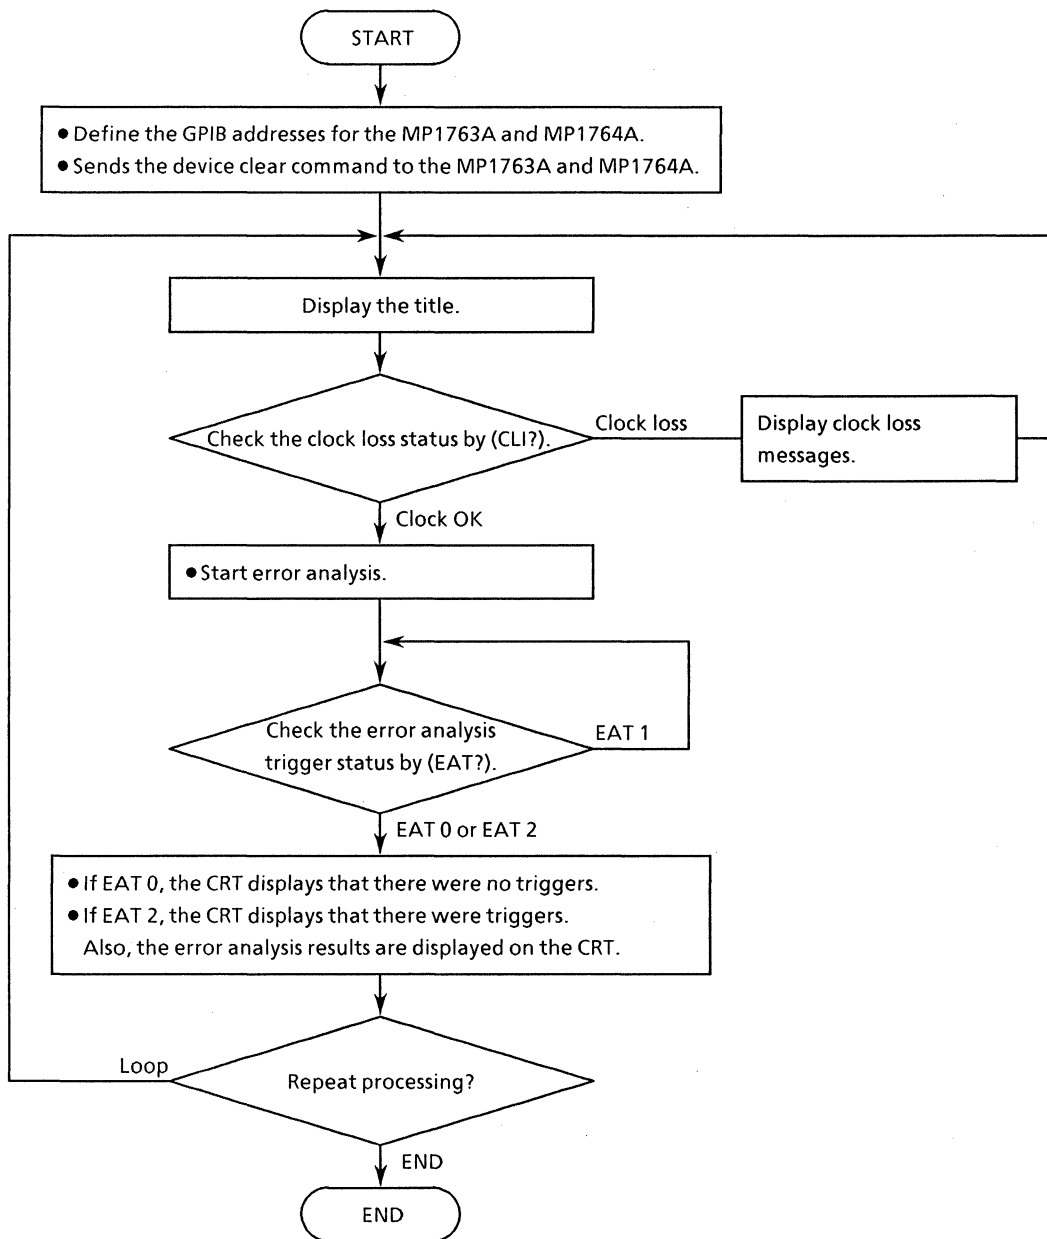 START
● Define the GPIB addresses for the MP1763A and MP1764A.
● Sends the device clear command to the MP1763A and MP1764A.
Display the title.
Check the clock loss status by (CLI?).
Clock loss
Display clock loss
messages.
Clock OK
● Start error analysis.
Check the error analysis
trigger status by (EAT?).
EAT 1
EAT 0 or EAT 2
● If EAT 0, the CRT displays that there were no triggers.
● If EAT 2, the CRT displays that there were triggers.
Also, the error analysis results are displayed on the CRT.
Loop
Repeat processing?
END
END